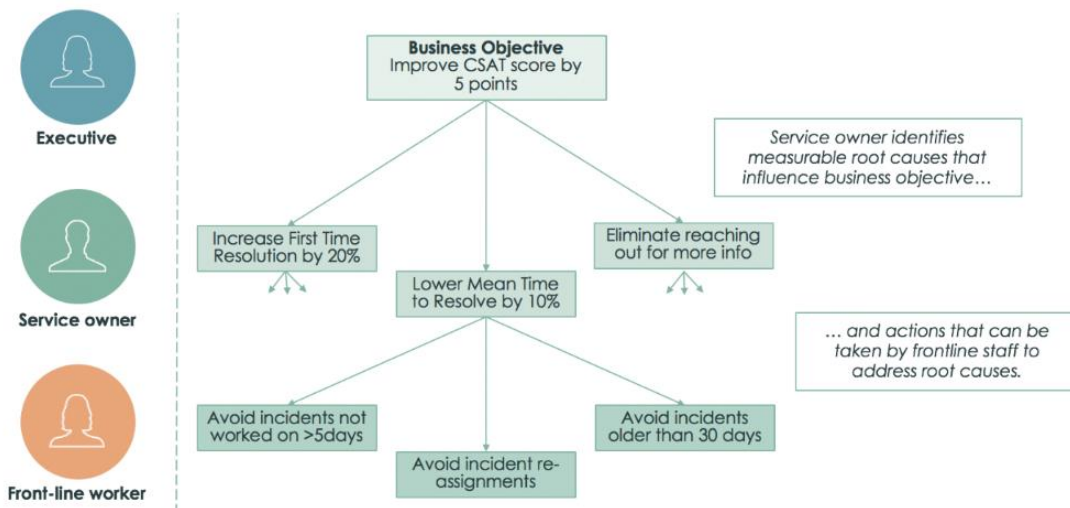 Executive
Service owner
Front-line worker
Business Objective
Improve CSAT score by
5 points
Service owner identifies
measurable root causes that
influence business objective…
Increase First Time
Resolution by 20%
Lower Mean Time
to Resolve by 10%
Eliminate reaching
out for more info
… and actions that can be
taken by frontline staff to
address root causes.
Avoid incidents not
worked on >5days
Avoid incident re-
assignments
Avoid incidents
older than 30 days